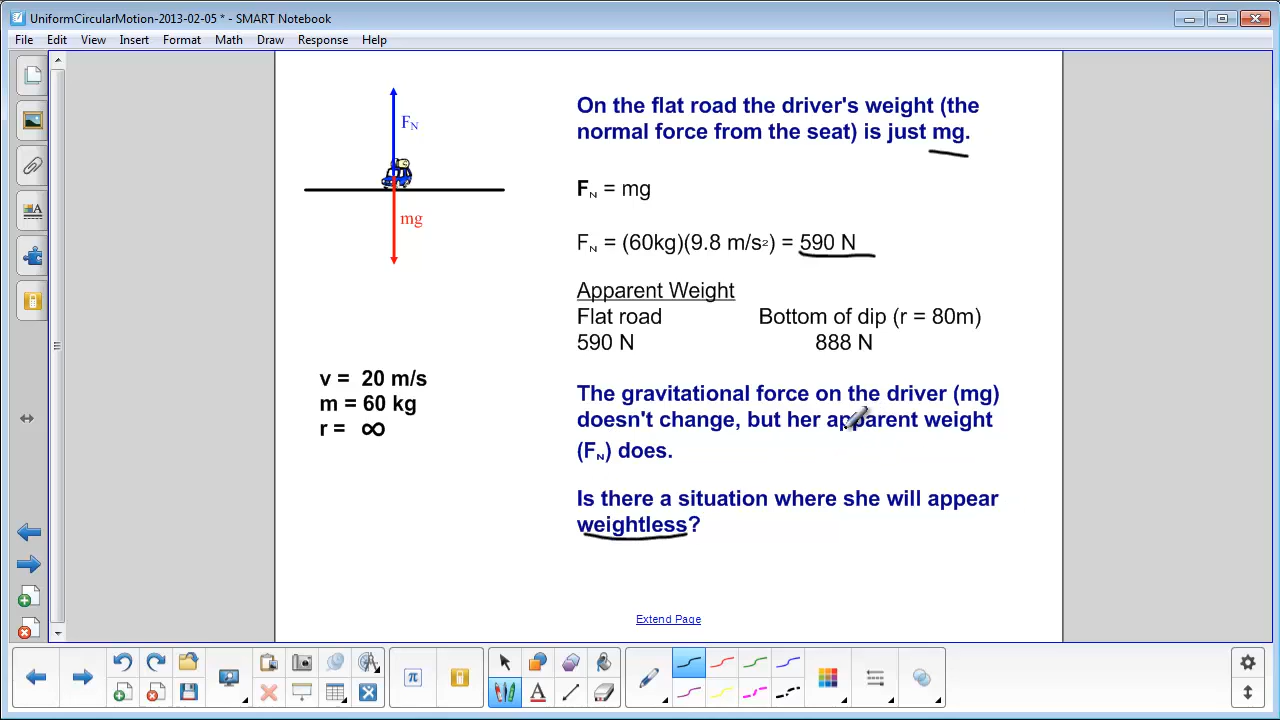 UniformCircularMotion-2013-02-05 * - SMART Notebook
File Edit View Insert Format Math Draw Response Help
On the flat road the driver's weight (the
normal force from the seat) is just mg.
FN
mg
FN = mg
FN = (60kg)(9.8 m/s²) = 590 N
Apparent Weight
Flat road Bottom of dip (r = 80m)
590 N 888 N
v = 20 m/s
m = 60 kg
r = ∞
The gravitational force on the driver (mg)
doesn't change, but her apparent weight
(FN) does.
Is there a situation where she will appear
weightless?
Extend Page
π
A